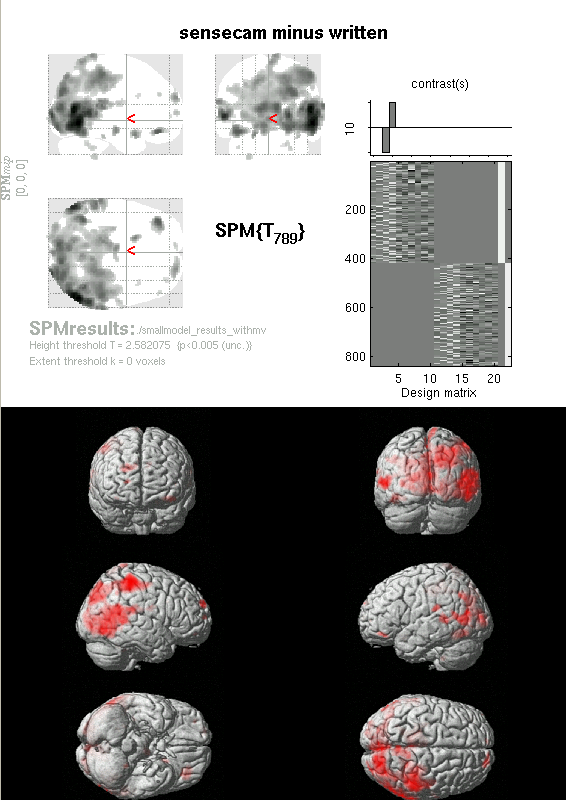 sensecam minus written
contrast(s)
10
SPMmip
[0, 0, 0]
<
<
<
SPM{T789}
200
400
600
800
5 10 15 20
Design matrix
SPMresults: ./smallmodel_results_withmv
Height threshold T = 2.582075 {p<0.005 (unc.)}
Extent threshold k = 0 voxels